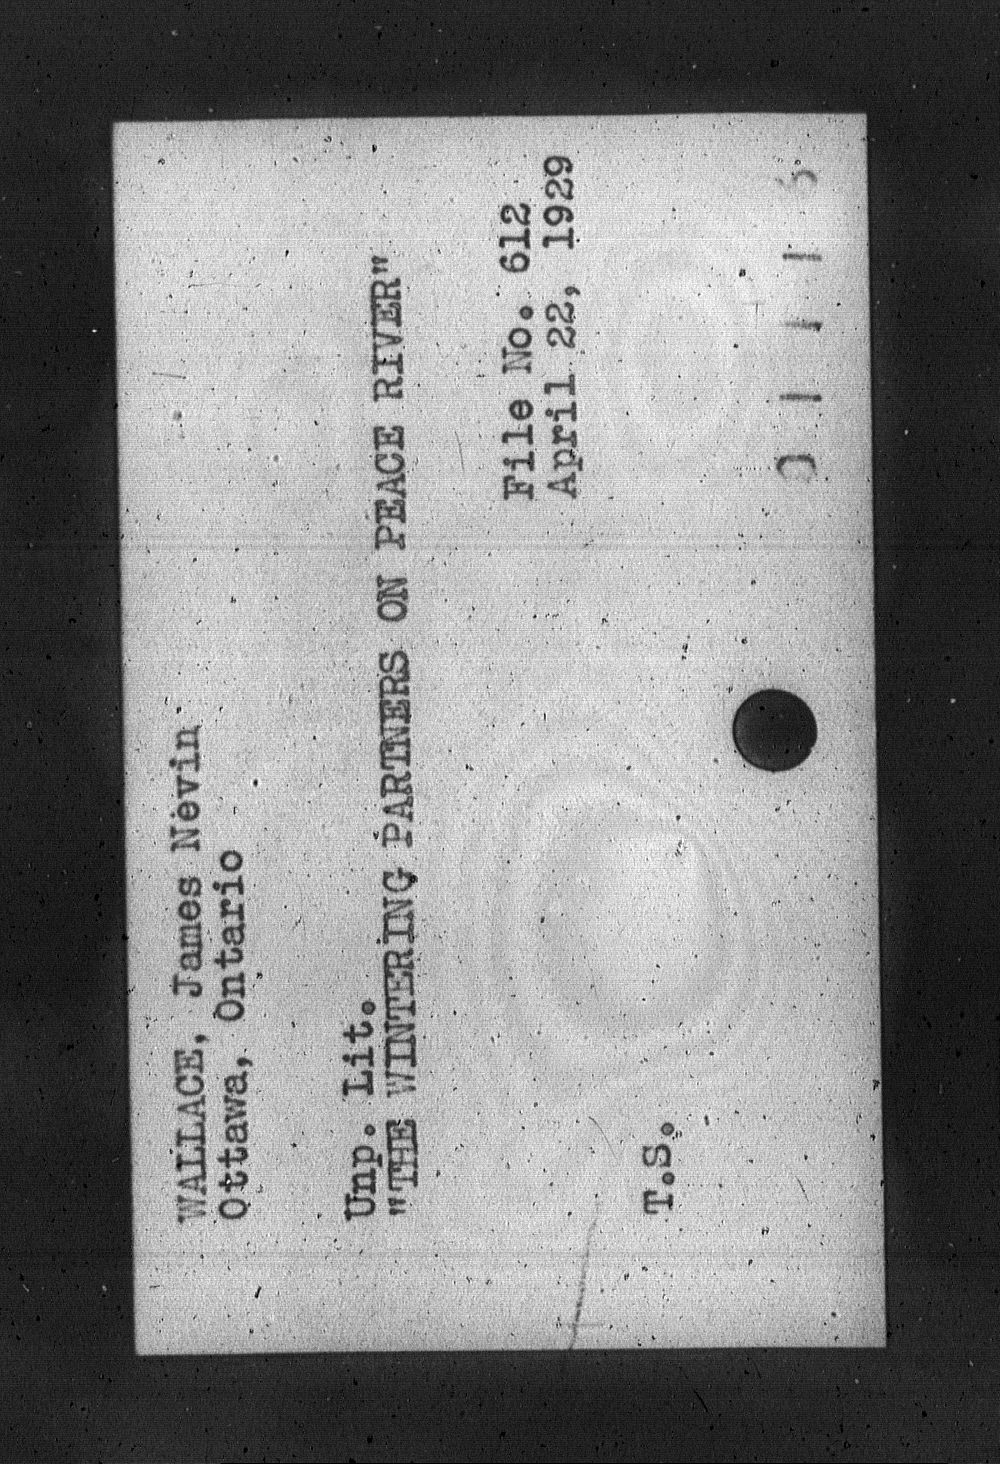 WALLACE, James Nevin
Ottawa, Ontario
Unp. Lit.
"THE WINTERING PARTNERS ON PEACE RIVER"
File No. 612
April 22, 1929
T.S.